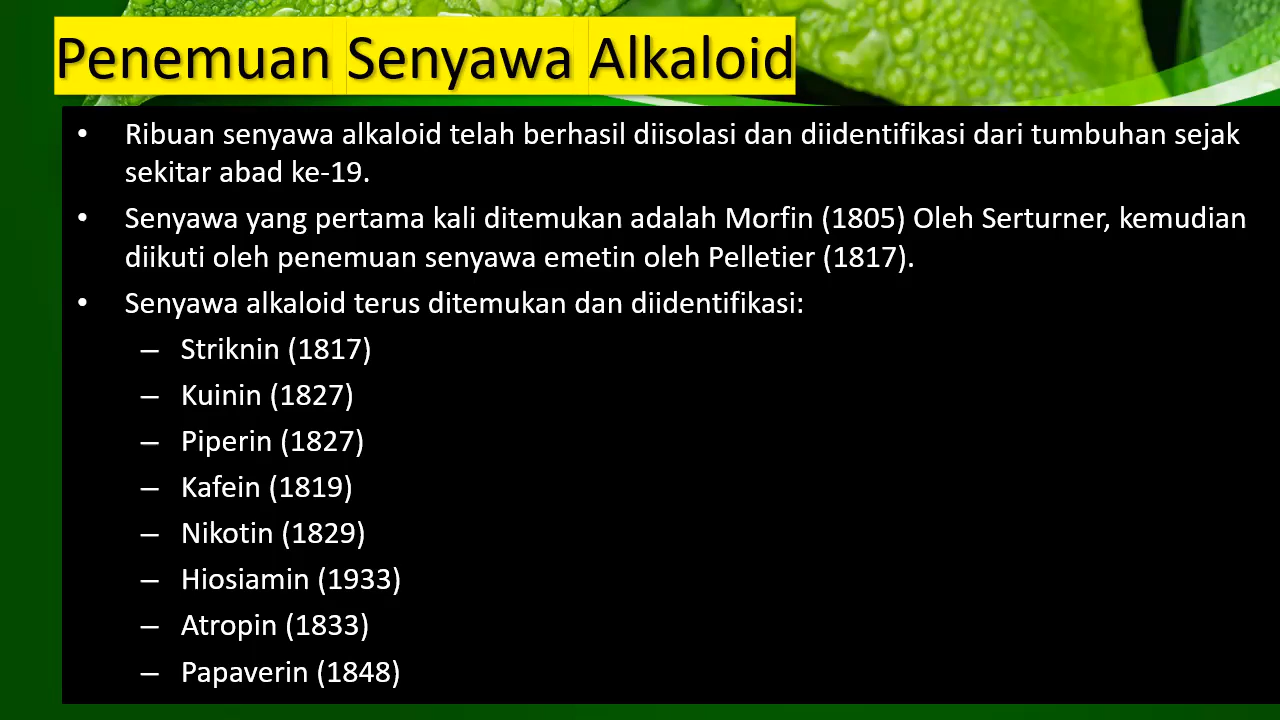 Penemuan Senyawa Alkaloid
• Ribuan senyawa alkaloid telah berhasil diisolasi dan diidentifikasi dari tumbuhan sejak
sekitar abad ke-19.
• Senyawa yang pertama kali ditemukan adalah Morfin (1805) Oleh Serturner, kemudian
diikuti oleh penemuan senyawa emetin oleh Pelletier (1817).
• Senyawa alkaloid terus ditemukan dan diidentifikasi:
– Striknin (1817)
– Kuinin (1827)
– Piperin (1827)
– Kafein (1819)
– Nikotin (1829)
– Hiosiamin (1933)
– Atropin (1833)
– Papaverin (1848)